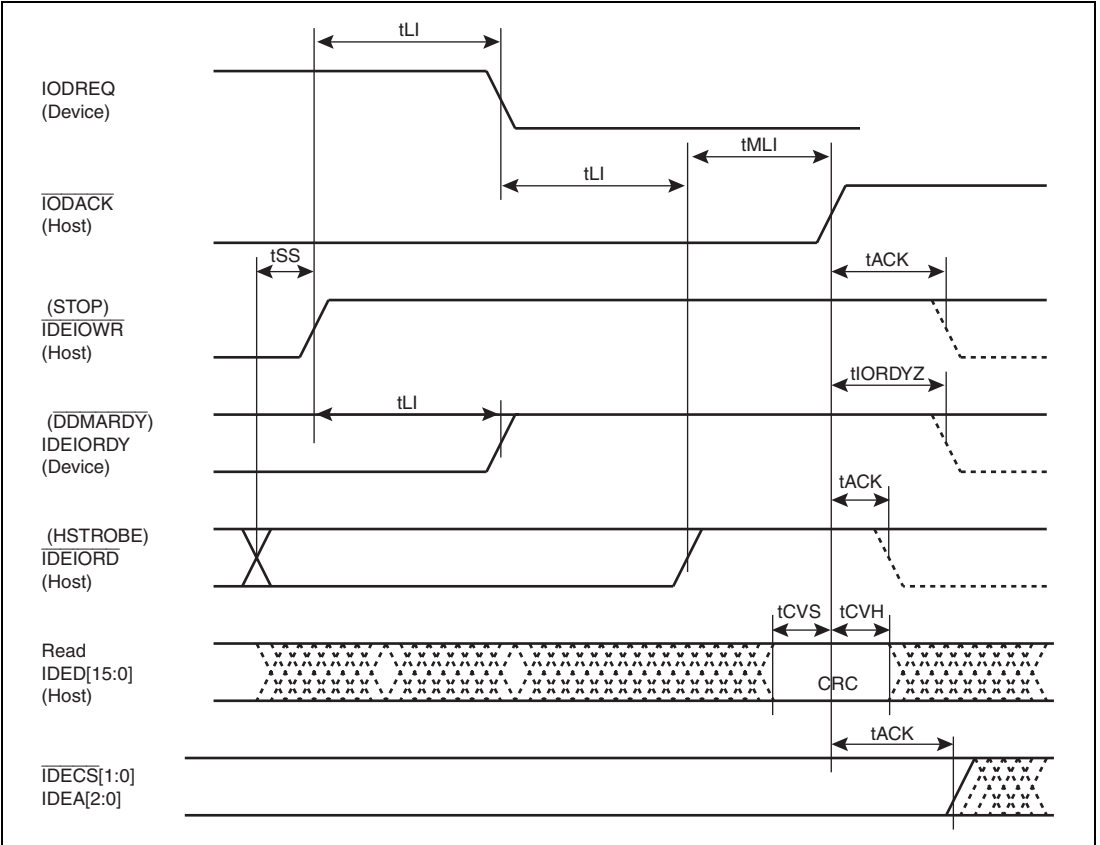 tLI
IODREQ
(Device)
tMLI
tLI
IODACK
(Host)
tSS
tACK
(STOP)
IDEIOWR
(Host)
tIORDYZ
tLI
(DDMARDY)
IDEIORDY
(Device)
tACK
(HSTROBE)
IDEIORD
(Host)
tCVS tCVH
Read
IDED[15:0]
(Host)
CRC
tACK
IDECS[1:0]
IDEA[2:0]